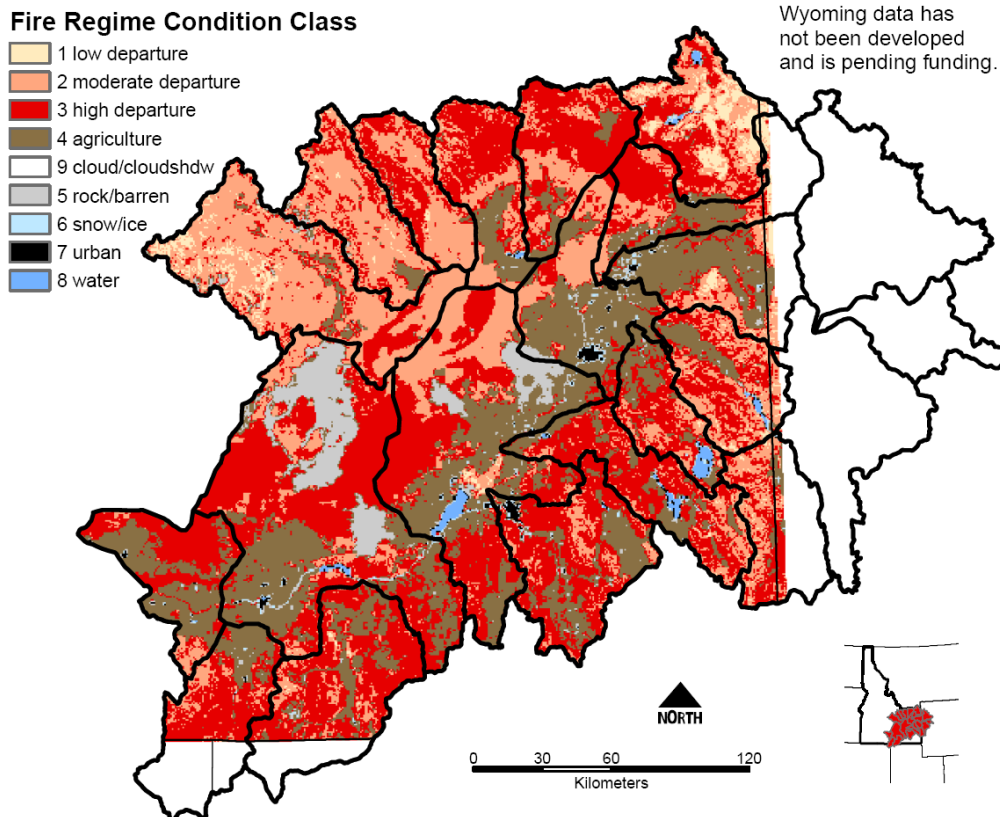 Fire Regime Condition Class
1 low departure
2 moderate departure
3 high departure
4 agriculture
9 cloud/cloudshdw
5 rock/barren
6 snow/ice
7 urban
8 water
Wyoming data has
not been developed
and is pending funding.
NORTH
0 30 60 120
Kilometers